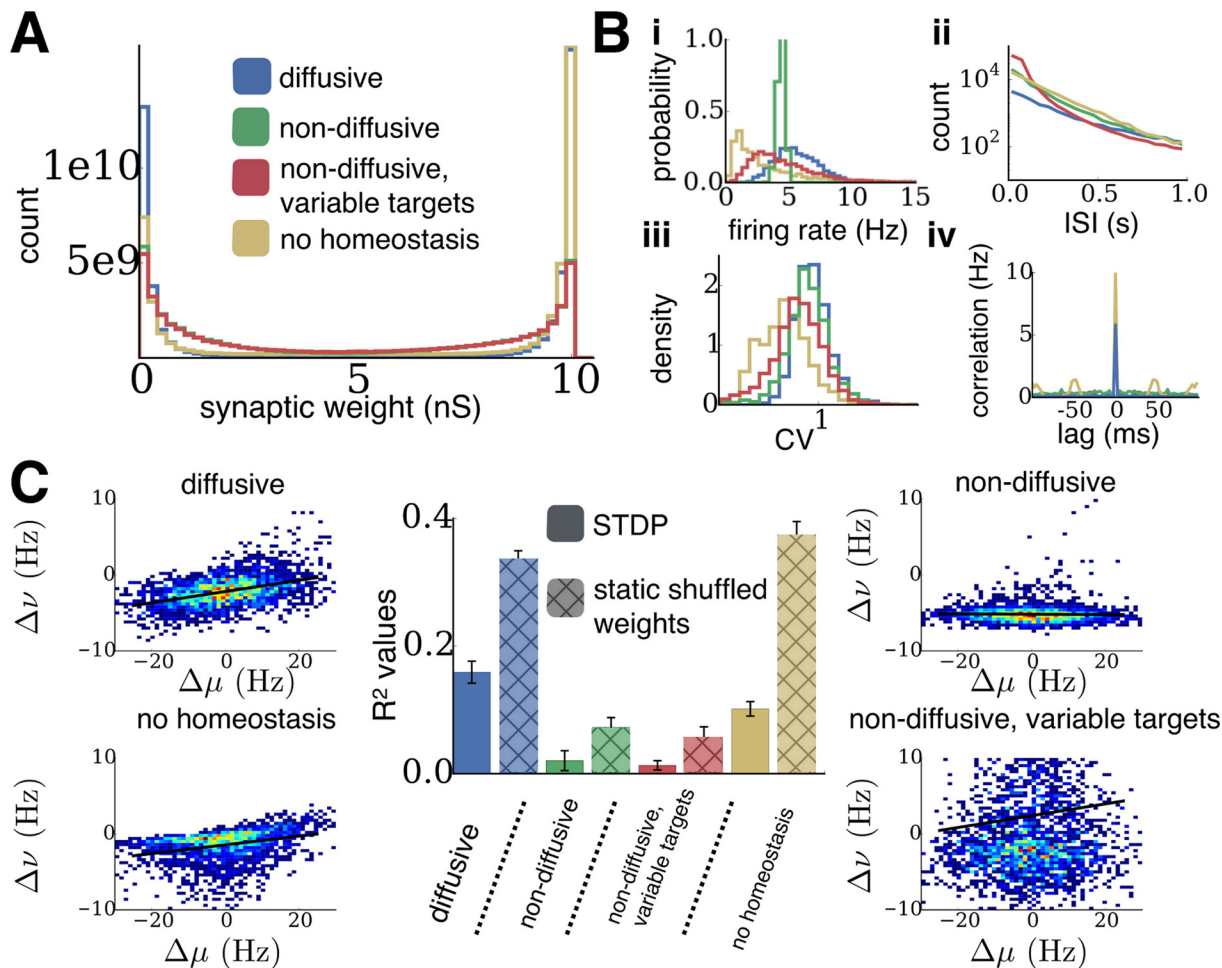 A
count
1e10
5e9
0
5
10
synaptic weight (nS)
diffusive
non-diffusive
non-diffusive,
variable targets
no homeostasis
B
i
probability
1.0
0.5
0.0
0
5
10
15
firing rate (Hz)
ii
count
10⁴
10²
0.5
1.0
ISI (s)
iii
density
2
1
0
1
CV
iv
correlation (Hz)
10
5
0
-50
0
50
lag (ms)
C
diffusive
Δν (Hz)
10
0
−10
−20
0
20
Δμ (Hz)
no homeostasis
Δν (Hz)
10
0
−10
−20
0
20
Δμ (Hz)
R² values
0.4
0.2
0.0
STDP
static shuffled
weights
diffusive
non-diffusive
non-diffusive,
variable targets
no homeostasis
non-diffusive
Δν (Hz)
10
0
−10
−20
0
20
Δμ (Hz)
non-diffusive, variable targets
Δν (Hz)
10
0
−10
−20
0
20
Δμ (Hz)